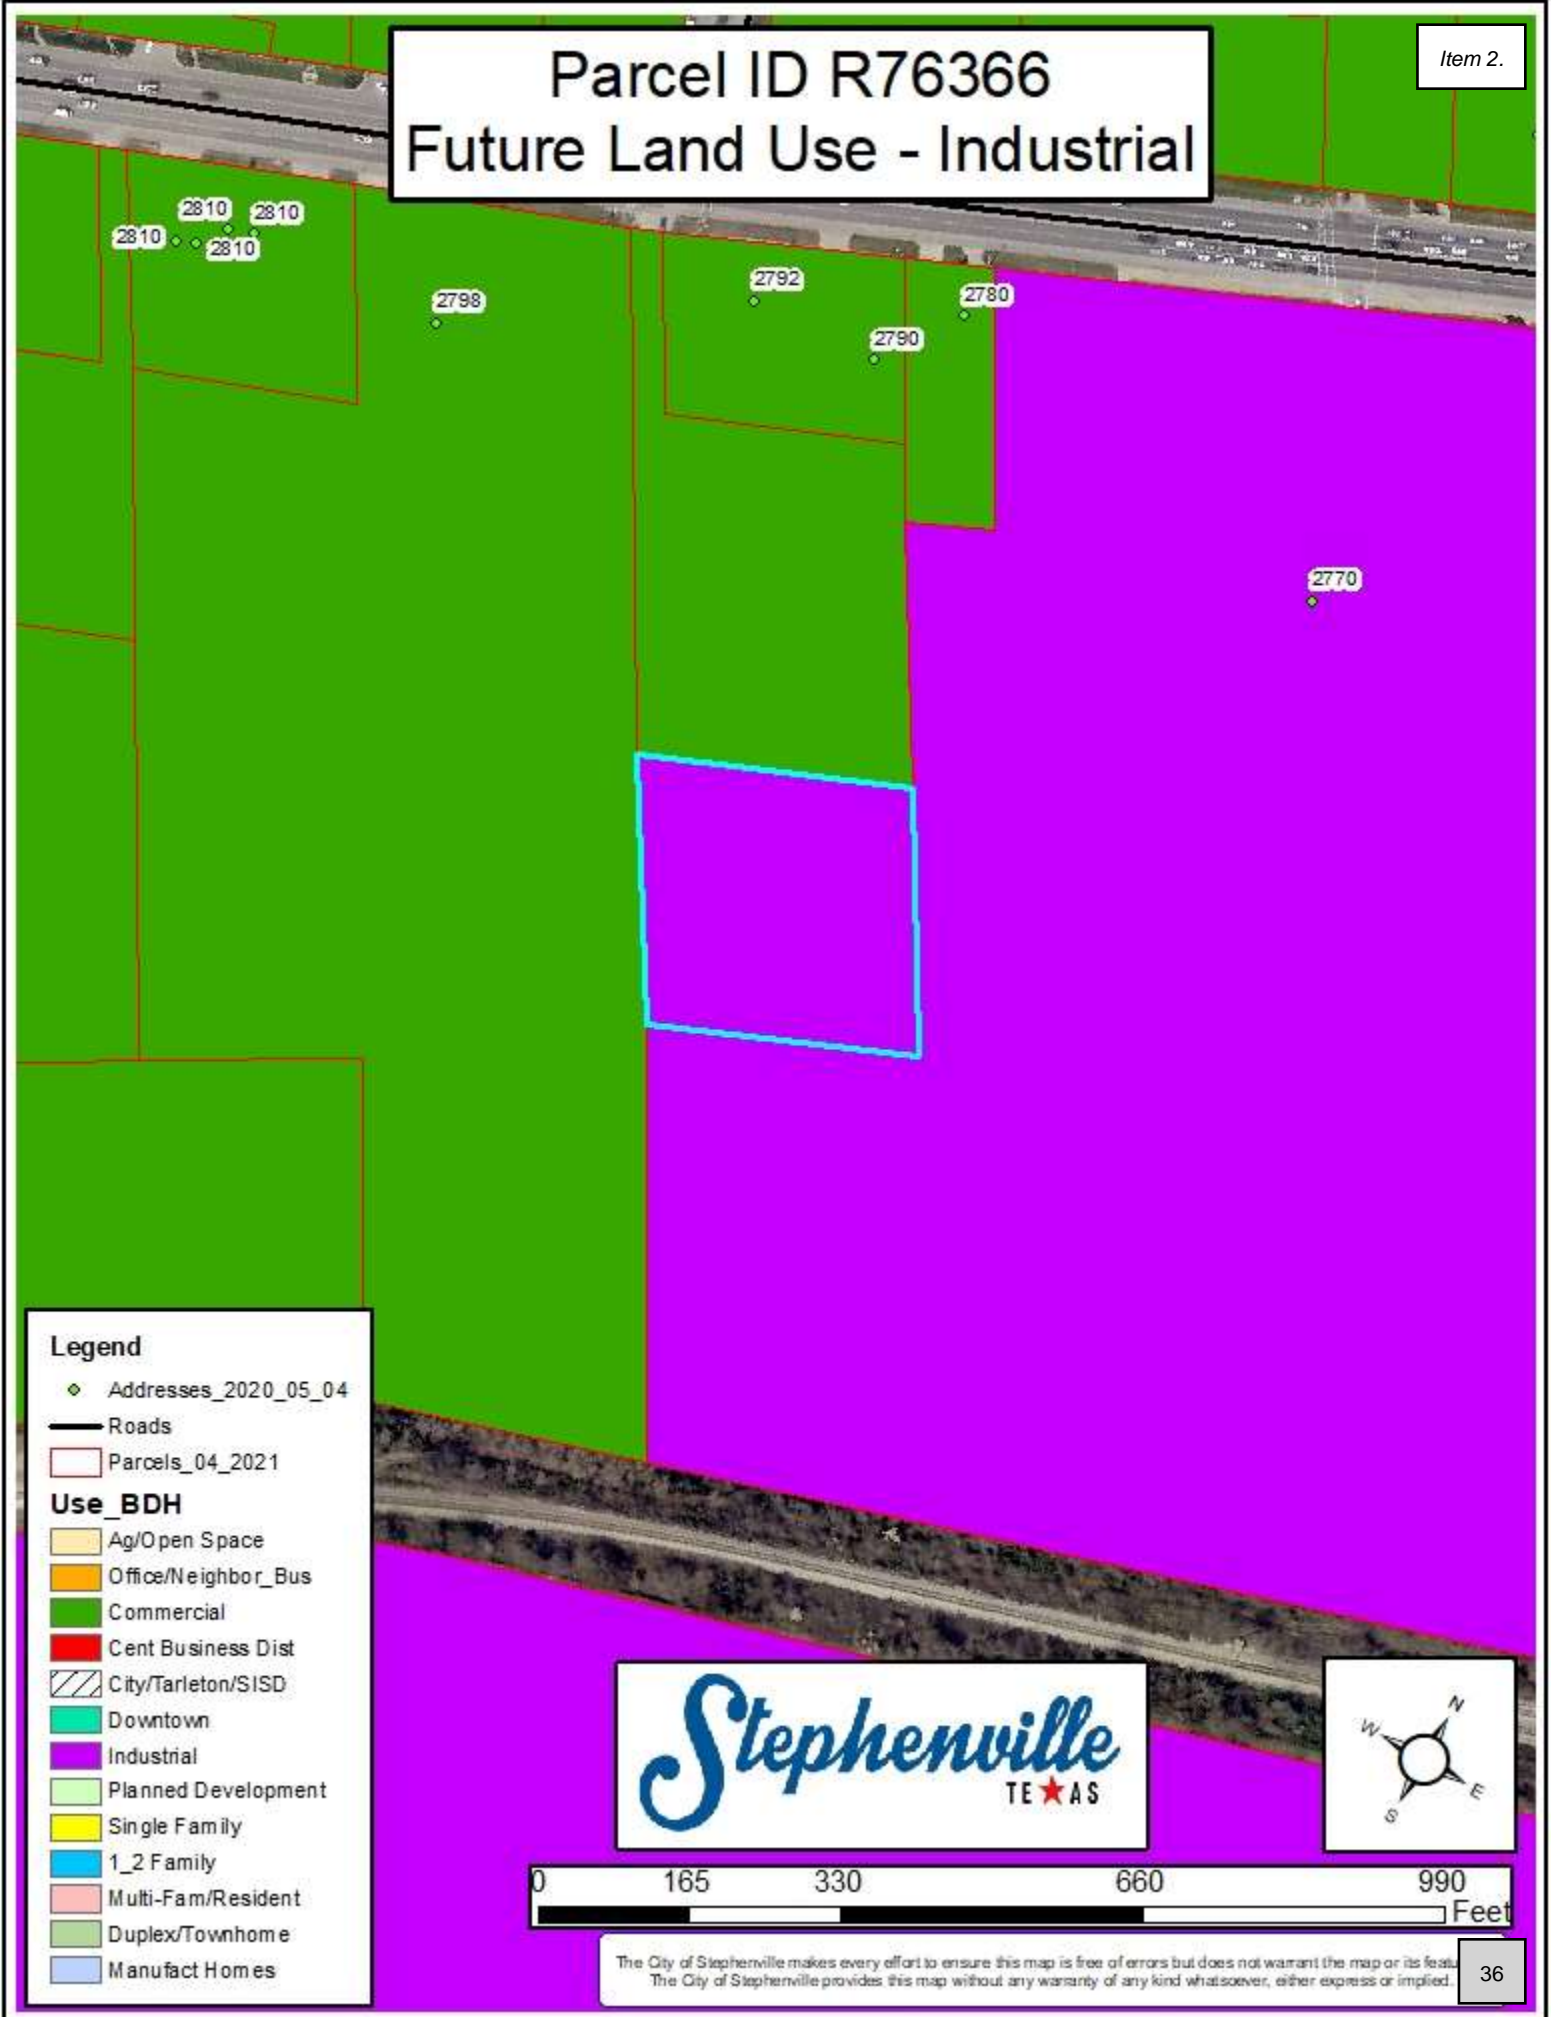 Parcel ID R76366
Future Land Use - Industrial
Item 2.
2810
2810
2810
2810
2798
2792
2780
2790
2770
Legend
Addresses_2020_05_04
Roads
Parcels_04_2021
Use_BDH
Ag/Open Space
Office/Neighbor_Bus
Commercial
Cent Business Dist
City/Tarleton/SISD
Downtown
Industrial
Planned Development
Single Family
1_2 Family
Multi-Fam/Resident
Duplex/Townhome
Manufact Homes
Stephenville
TEXAS
N
W
E
S
0 165 330 660 990
Feet
The City of Stephenville makes every effort to ensure this map is free of errors but does not warrant the map or its featu
The City of Stephenville provides this map without any warranty of any kind whatsoever, either express or implied.
36